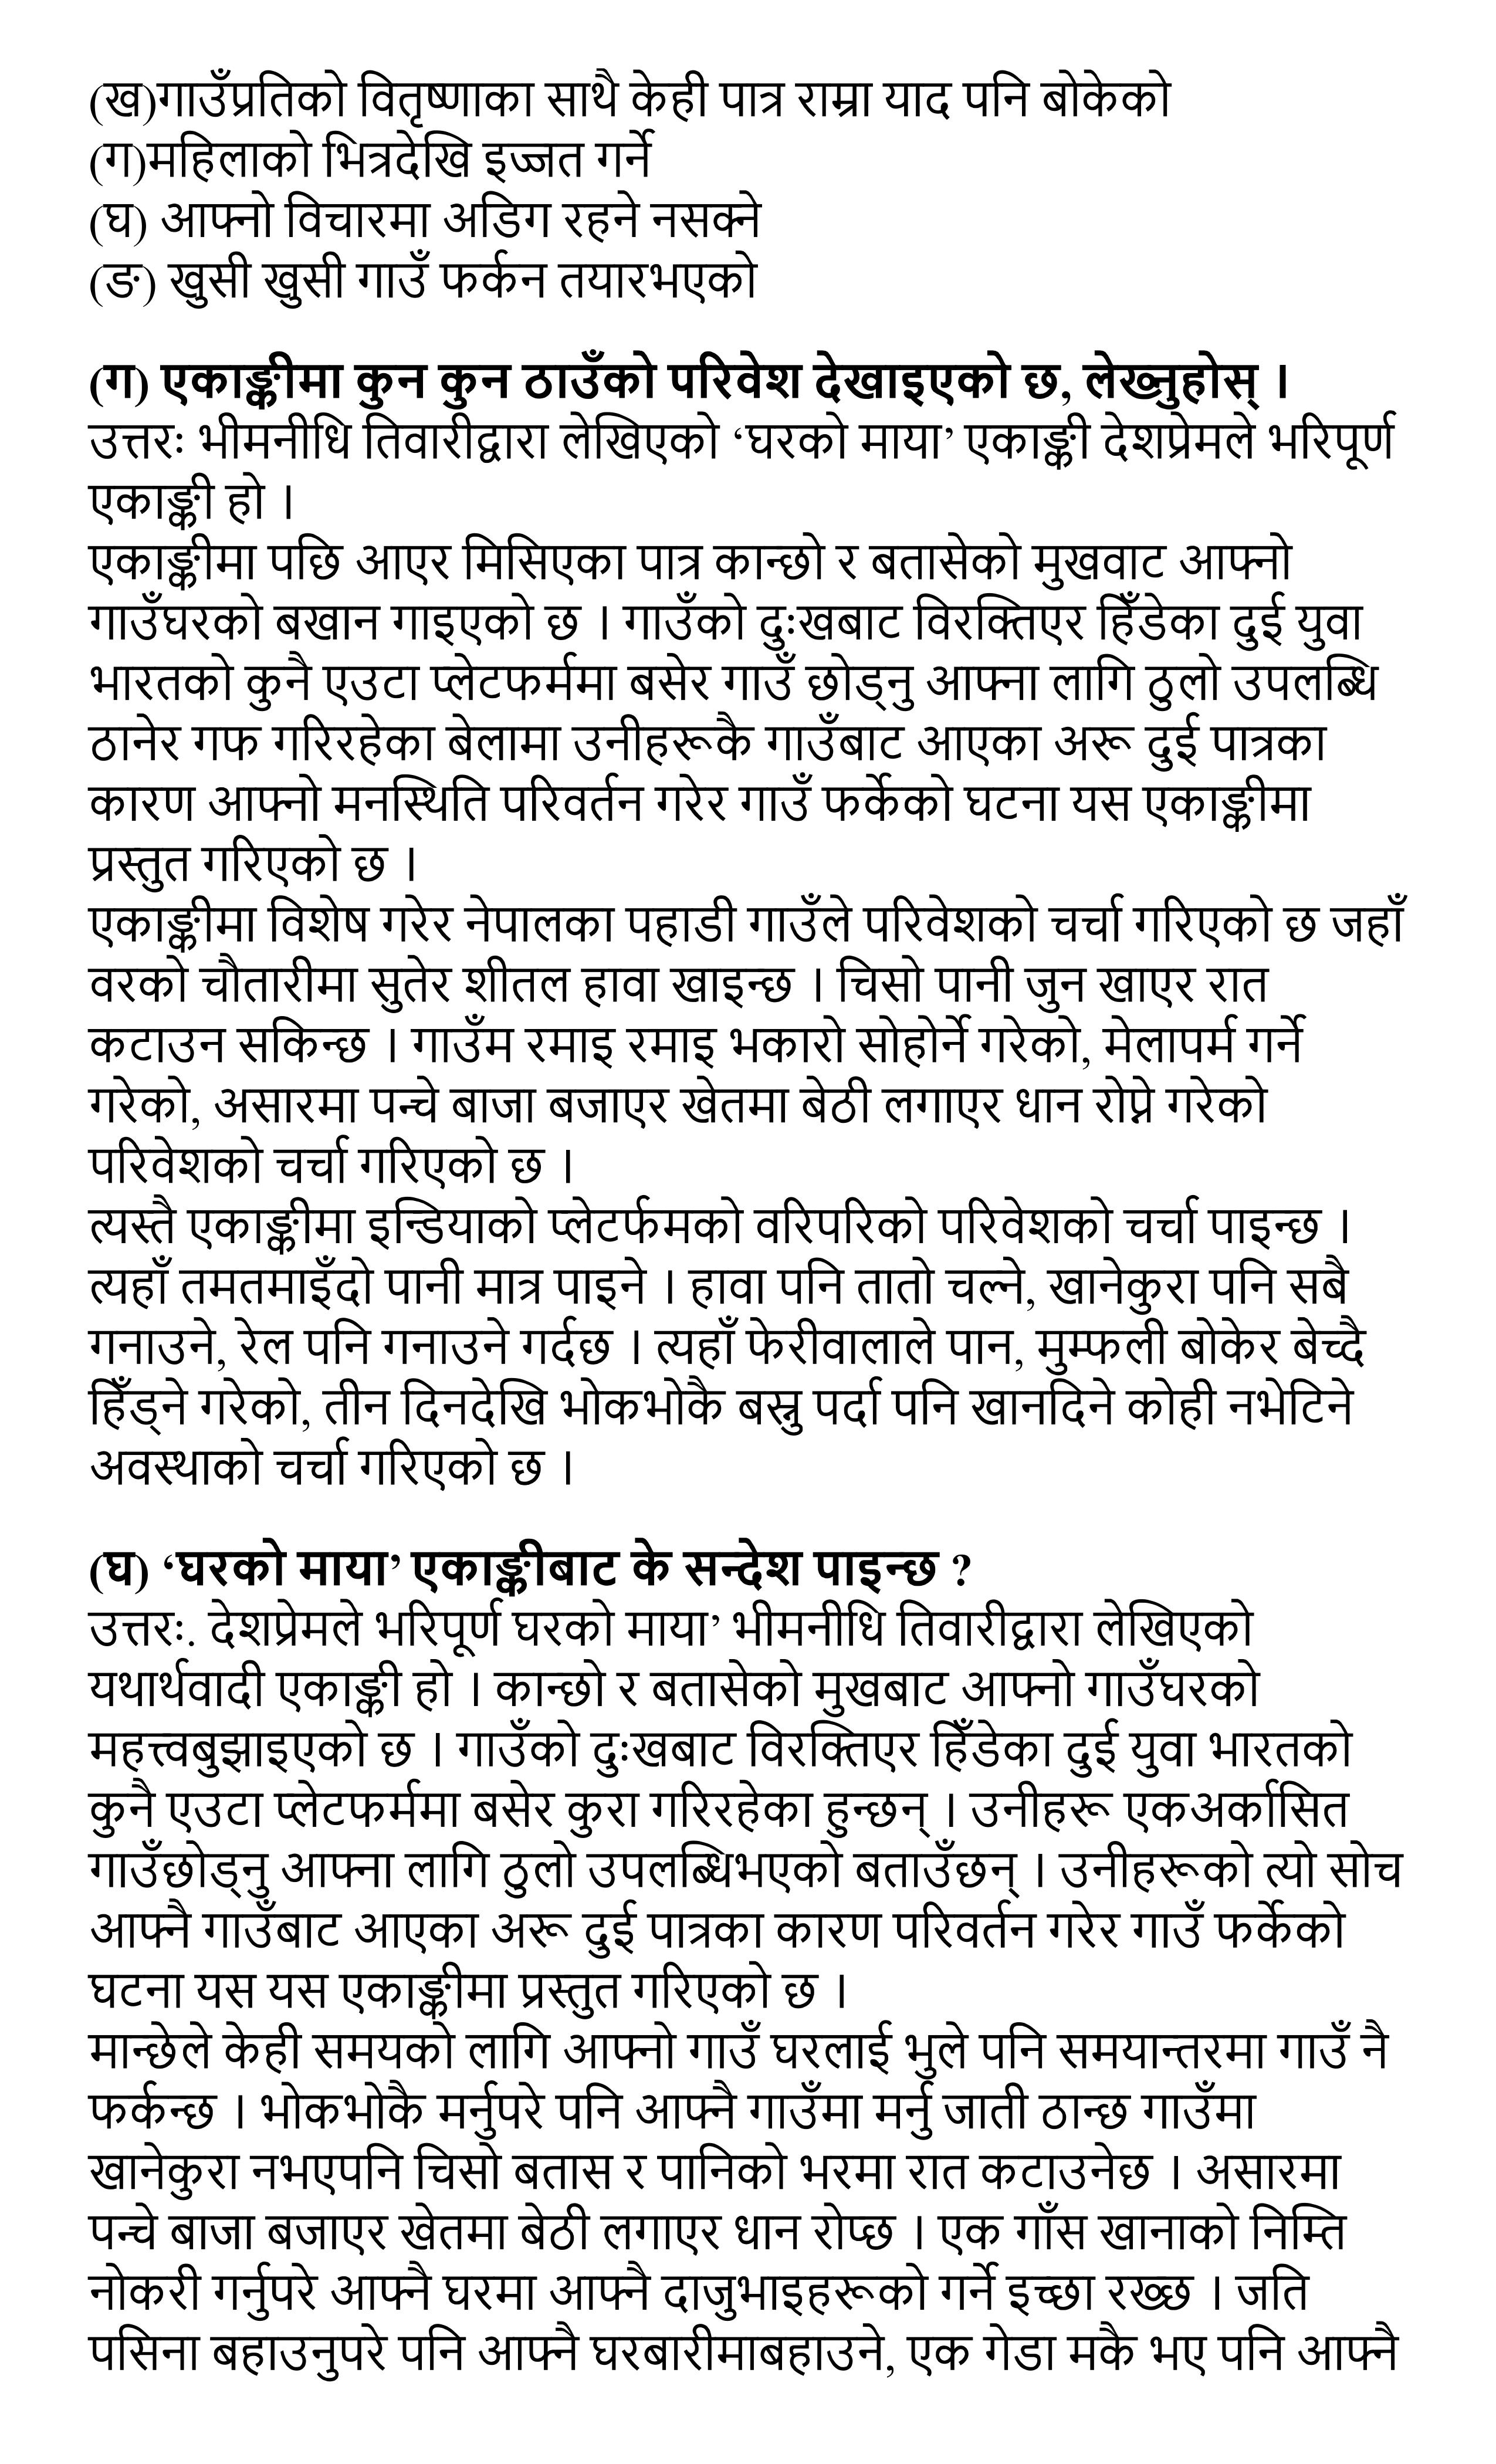 (ख)गाउँप्रतिको वितृष्णाका साथै केही पात्र राम्रा याद पनि बोकेको
(ग)महिलाको भित्रदेखि इज्जत गर्ने
(घ) आफ्नो विचारमा अडिग रहने नसक्ने
(ङ) खुसी खुसी गाउँ फर्कन तयारभएको
(ग) एकाङ्कीमा कुन कुन ठाउँको परिवेश देखाइएको छ, लेख्नुहोस् ।
उत्तरः भीमनीधि तिवारीद्वारा लेखिएको ‘घरको माया’ एकाङ्की देशप्रेमले भरिपूर्ण
एकाङ्की हो ।
एकाङ्कीमा पछि आएर मिसिएका पात्र कान्छो र बतासेको मुखवाट आफ्नो
गाउँघरको बखान गाइएको छ । गाउँको दुःखबाट विरक्तिएर हिँडेका दुई युवा
भारतको कुनै एउटा प्लेटफर्ममा बसेर गाउँ छोड्नु आफ्ना लागि ठुलो उपलब्धि
ठानेर गफ गरिरहेका बेलामा उनीहरूकै गाउँबाट आएका अरू दुई पात्रका
कारण आफ्नो मनस्थिति परिवर्तन गरेर गाउँ फर्केको घटना यस एकाङ्कीमा
प्रस्तुत गरिएको छ ।
एकाङ्कीमा विशेष गरेर नेपालका पहाडी गाउँले परिवेशको चर्चा गरिएको छ जहाँ
वरको चौतारीमा सुतेर शीतल हावा खाइन्छ । चिसो पानी जुन खाएर रात
कटाउन सकिन्छ । गाउँम रमाइ रमाइ भकारो सोहोर्ने गरेको, मेलापर्म गर्ने
गरेको, असारमा पन्चे बाजा बजाएर खेतमा बेठी लगाएर धान रोप्ने गरेको
परिवेशको चर्चा गरिएको छ ।
त्यस्तै एकाङ्कीमा इन्डियाको प्लेटर्फमको वरिपरिको परिवेशको चर्चा पाइन्छ ।
त्यहाँ तमतमाइँदो पानी मात्र पाइने । हावा पनि तातो चल्ने, खानेकुरा पनि सबै
गनाउने, रेल पनि गनाउने गर्दछ । त्यहाँ फेरीवालाले पान, मुम्फली बोकेर बेच्दै
हिँड्ने गरेको, तीन दिनदेखि भोकभोकै बस्नु पर्दा पनि खानदिने कोही नभेटिने
अवस्थाको चर्चा गरिएको छ ।
(घ) ‘घरको माया’ एकाङ्कीबाट के सन्देश पाइन्छ ?
उत्तरः. देशप्रेमले भरिपूर्ण घरको माया’ भीमनीधि तिवारीद्वारा लेखिएको
यथार्थवादी एकाङ्की हो । कान्छो र बतासेको मुखबाट आफ्नो गाउँघरको
महत्त्वबुझाइएको छ । गाउँको दुःखबाट विरक्तिएर हिँडेका दुई युवा भारतको
कुनै एउटा प्लेटफर्ममा बसेर कुरा गरिरहेका हुन्छन् । उनीहरू एकअर्कासित
गाउँछोड्नु आफ्ना लागि ठुलो उपलब्धिभएको बताउँछन् । उनीहरूको त्यो सोच
आफ्नै गाउँबाट आएका अरू दुई पात्रका कारण परिवर्तन गरेर गाउँ फर्केको
घटना यस यस एकाङ्कीमा प्रस्तुत गरिएको छ ।
मान्छेले केही समयको लागि आफ्नो गाउँ घरलाई भुले पनि समयान्तरमा गाउँ नै
फर्कन्छ । भोकभोकै मर्नुपरे पनि आफ्नै गाउँमा मर्नु जाती ठान्छ गाउँमा
खानेकुरा नभएपनि चिसो बतास र पानिको भरमा रात कटाउनेछ । असारमा
पन्चे बाजा बजाएर खेतमा बेठी लगाएर धान रोप्छ । एक गाँस खानाको निम्ति
नोकरी गर्नुपरे आफ्नै घरमा आफ्नै दाजुभाइहरूको गर्ने इच्छा रख्छ । जति
पसिना बहाउनुपरे पनि आफ्नै घरबारीमाबहाउने, एक गेडा मकै भए पनि आफ्नै